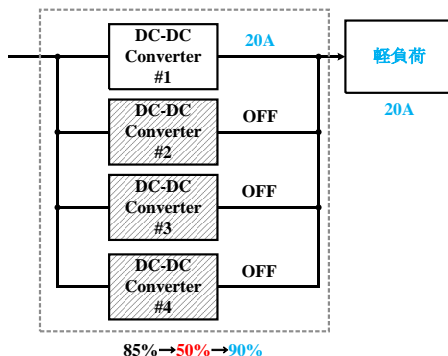 DC-DC
Converter
#1
20A
軽負荷
20A
DC-DC
Converter
#2
OFF
DC-DC
Converter
#3
OFF
DC-DC
Converter
#4
OFF
85%→50%→90%